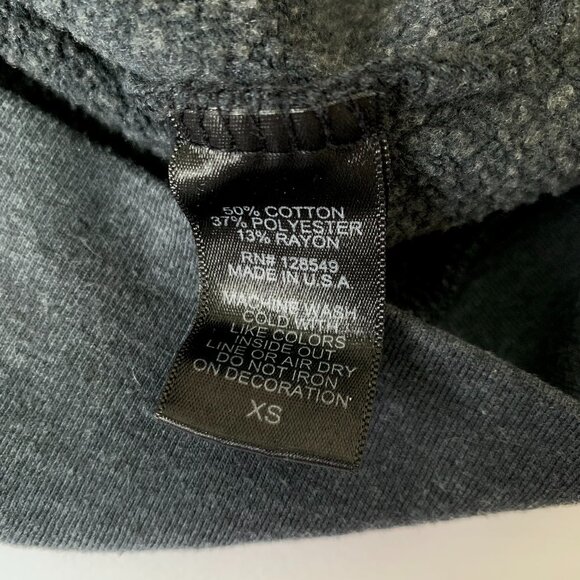 50% COTTON
37% POLYESTER
13% RAYON
RN# 128549
MADE IN U.S.A
MACHINE WASH
COLD WITH
LIKE COLORS
INSIDE OUT
LINE OR AIR DRY
DO NOT IRON
ON DECORATION
XS